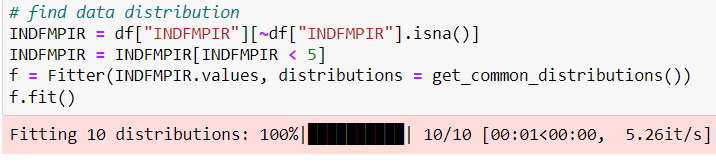 # find data distribution
INDFMPIR = df["INDFMPIR"][~df["INDFMPIR"].isna()]
INDFMPIR = INDFMPIR[INDFMPIR < 5]
f = Fitter(INDFMPIR.values, distributions = get_common_distributions())
f.fit()
Fitting 10 distributions: 100%|██████████| 10/10 [00:01<00:00,  5.26it/s]